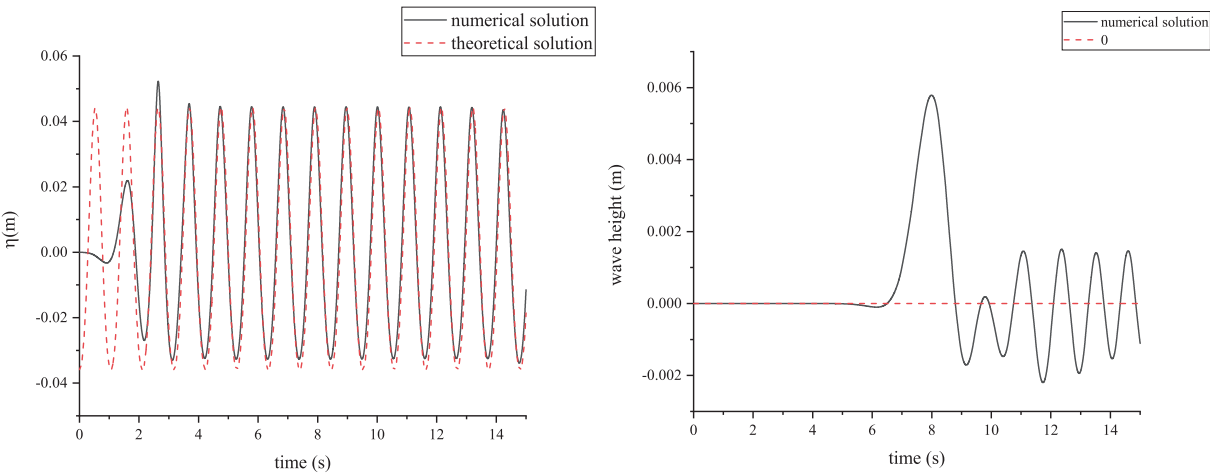 numerical solution
theoretical solution
0.06
0.04
0.02
0.00
-0.02
-0.04
η(m)
0 2 4 6 8 10 12 14
time (s)
numerical solution
0
0.006
0.004
0.002
0.000
-0.002
wave height (m)
0 2 4 6 8 10 12 14
time (s)